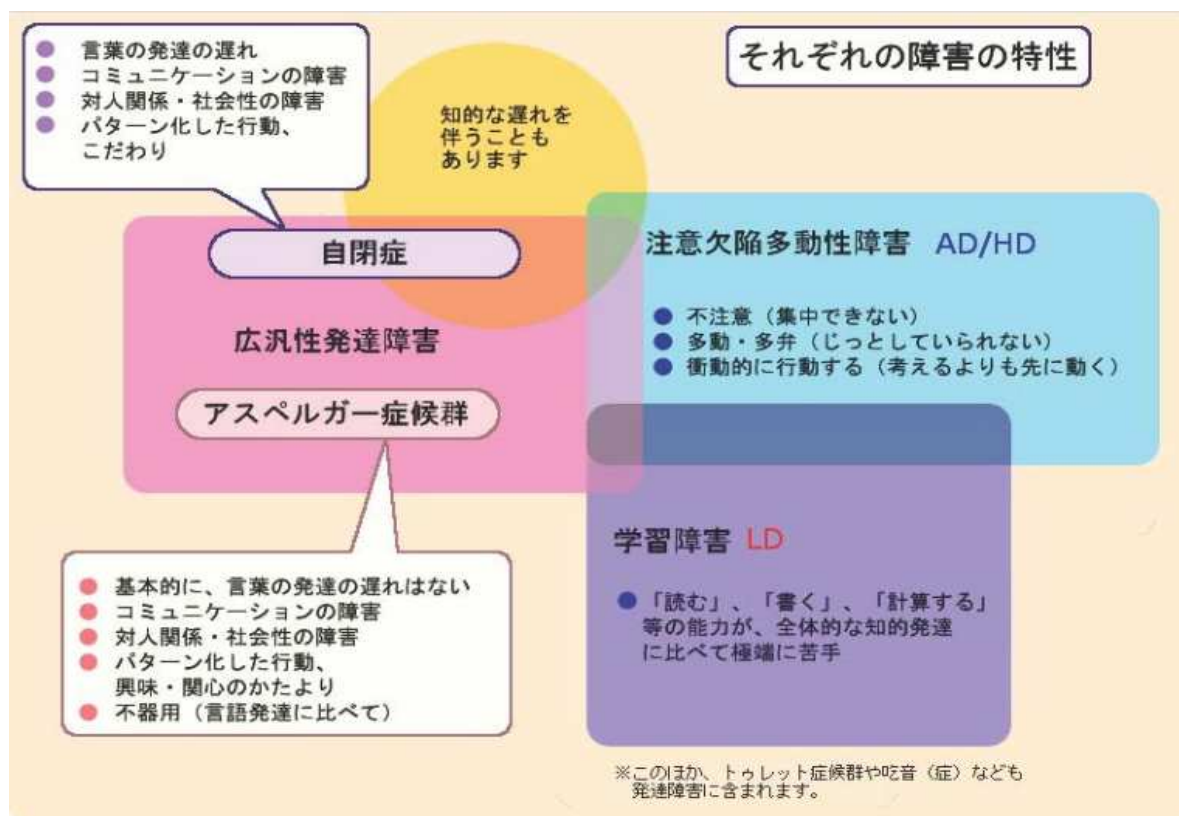 それぞれの障害の特性
● 言葉の発達の遅れ
● コミュニケーションの障害
● 対人関係・社会性の障害
● パターン化した行動、
こだわり
知的な遅れを
伴うことも
あります
自閉症
広汎性発達障害
アスペルガー症候群
● 基本的に、言葉の発達の遅れはない
● コミュニケーションの障害
● 対人関係・社会性の障害
● パターン化した行動、
興味・関心のかたより
● 不器用（言語発達に比べて）
注意欠陥多動性障害 AD/HD
● 不注意（集中できない）
● 多動・多弁（じっとしていられない）
● 衝動的に行動する（考えるよりも先に動く）
学習障害 LD
● 「読む」、「書く」、「計算する」
等の能力が、全体的な知的発達
に比べて極端に苦手
※このほか、トゥレット症候群や吃音（症）なども
発達障害に含まれます。